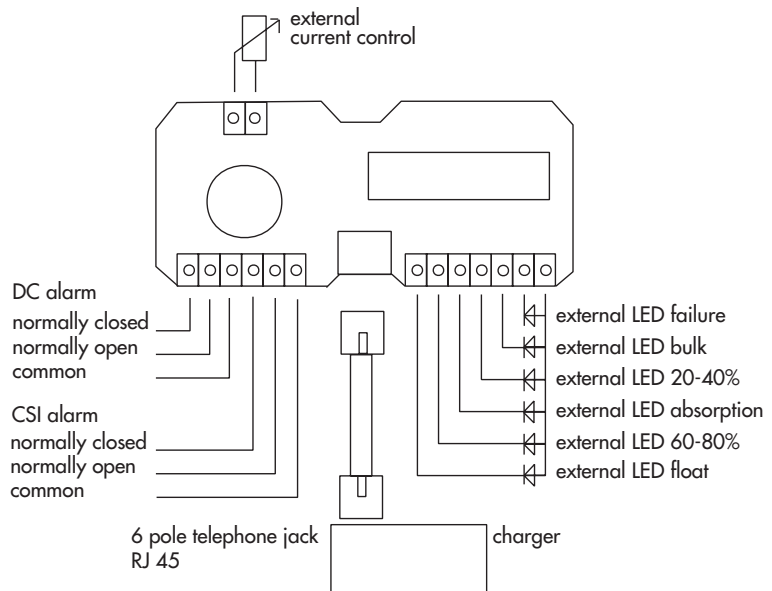 external
current control
DC alarm
normally closed
normally open
common
CSI alarm
normally closed
normally open
common
external LED failure
external LED bulk
external LED 20-40%
external LED absorption
external LED 60-80%
external LED float
6 pole telephone jack
RJ 45
charger